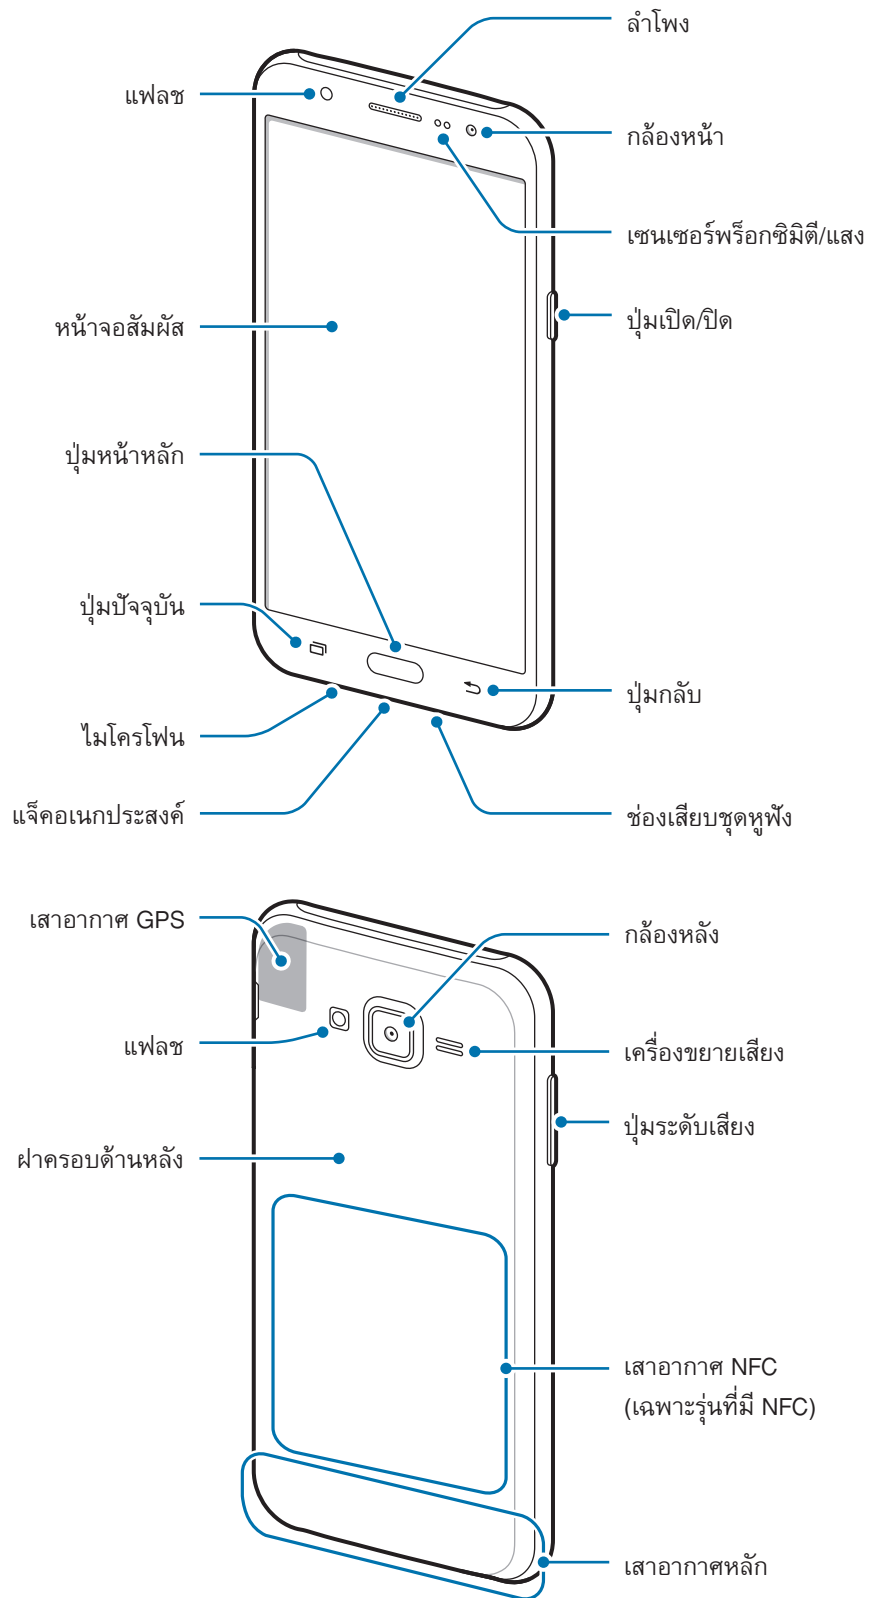 ลำโพง
แฟลช
กล้องหน้า
เซนเซอร์พร็อกซิมิตี/แสง
หน้าจอสัมผัส
ปุ่มเปิด/ปิด
ปุ่มหน้าหลัก
ปุ่มปัจจุบัน
ปุ่มกลับ
ไมโครโฟน
แจ็คอเนกประสงค์
ช่องเสียบชุดหูฟัง
เสาอากาศ GPS
กล้องหลัง
แฟลช
เครื่องขยายเสียง
ปุ่มระดับเสียง
ฝาครอบด้านหลัง
เสาอากาศ NFC
(เฉพาะรุ่นที่มี NFC)
เสาอากาศหลัก